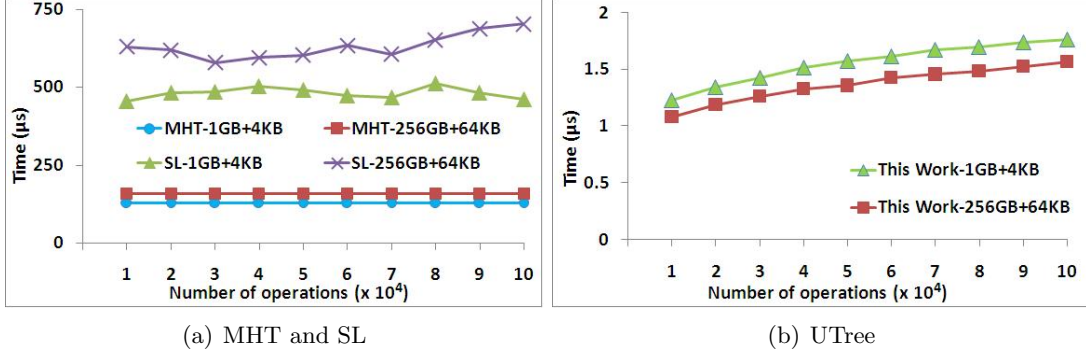 750
500
250
0
Time (µs)
MHT-1GB+4KB
MHT-256GB+64KB
SL-1GB+4KB
SL-256GB+64KB
1 2 3 4 5 6 7 8 9 10
Number of operations (x 10⁴)
(a) MHT and SL
2
1.5
1
0.5
0
Time (µs)
This Work-1GB+4KB
This Work-256GB+64KB
1 2 3 4 5 6 7 8 9 10
Number of operations (x 10⁴)
(b) UTree